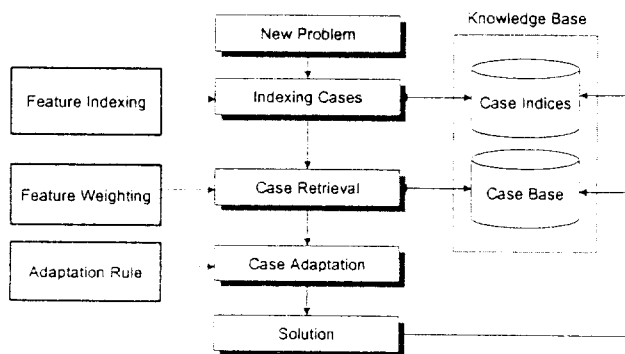 New Problem
Knowledge Base
Feature Indexing
Indexing Cases
Case Indices
Feature Weighting
Case Retrieval
Case Base
Adaptation Rule
Case Adaptation
Solution